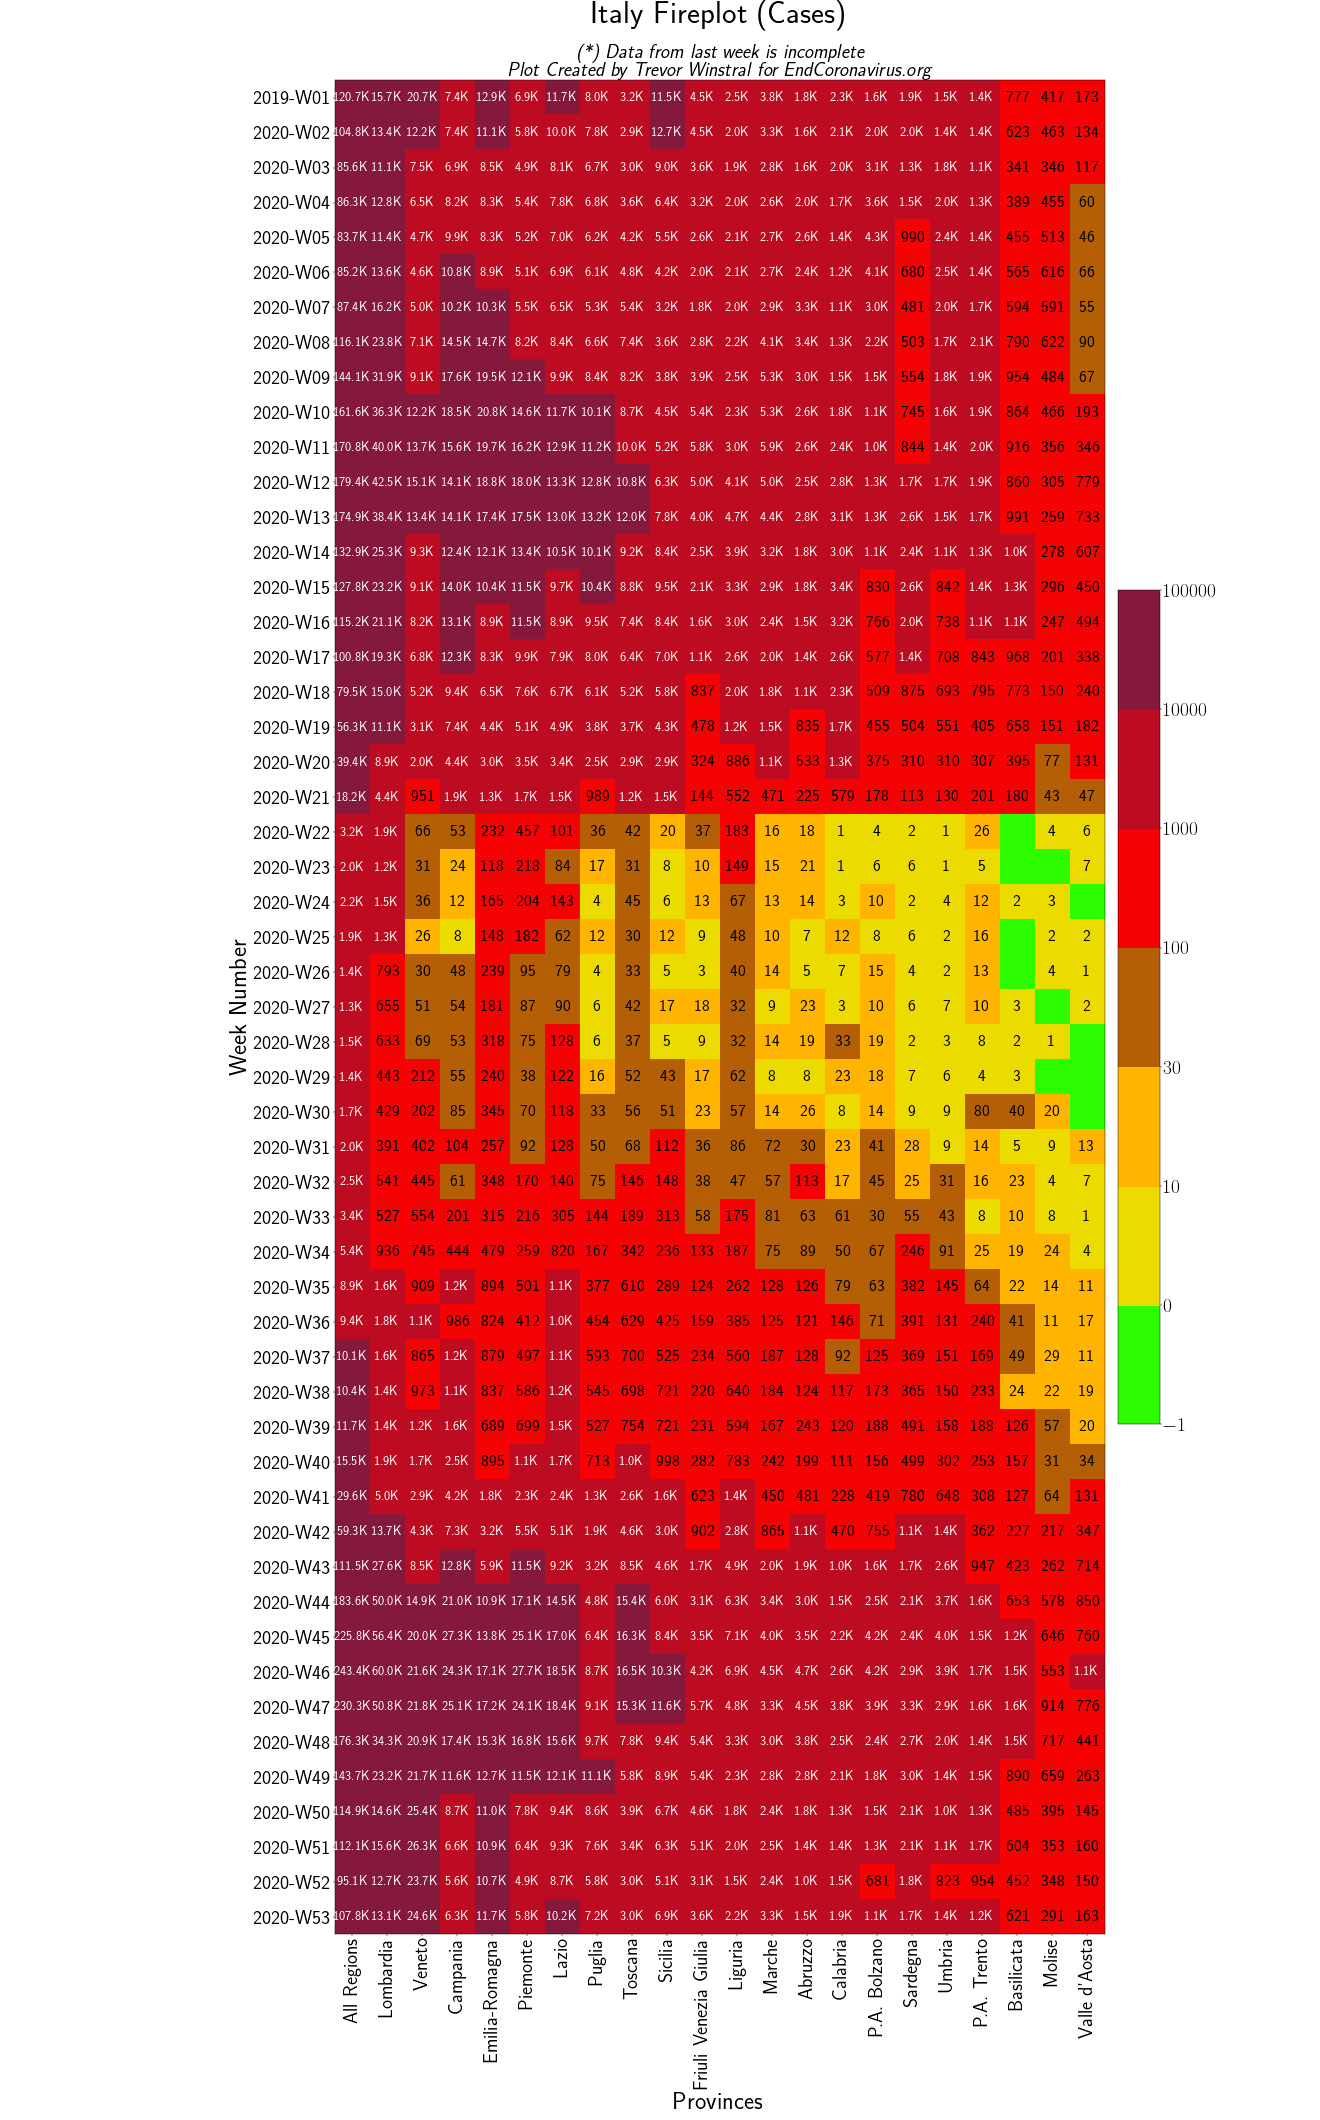 Italy Fireplot (Cases)
(*) Data from last week is incomplete
Plot Created by Trevor Winstral for EndCoronavirus.org
2019-W01 120.7K 15.7K 20.7K 7.4K 12.9K 6.9K 11.7K 8.0K 3.2K 11.5K 4.5K 2.5K 3.8K 1.8K 2.3K 1.6K 1.9K 1.5K 1.4K 777 417 173
2020-W02 104.8K 13.4K 12.2K 7.4K 11.1K 5.8K 10.0K 7.8K 2.9K 12.7K 4.5K 2.0K 3.3K 1.6K 2.1K 2.0K 2.0K 1.4K 1.4K 623 463 134
2020-W03 85.6K 11.1K 7.5K 6.9K 8.5K 4.9K 8.1K 6.7K 3.0K 9.0K 3.6K 1.9K 2.8K 1.6K 2.0K 3.1K 1.3K 1.8K 1.1K 341 346 117
2020-W04 86.3K 12.8K 6.5K 8.2K 8.3K 5.4K 7.8K 6.8K 3.6K 6.4K 3.2K 2.0K 2.6K 2.0K 1.7K 3.6K 1.5K 2.0K 1.3K 389 455 60
2020-W05 83.7K 11.4K 4.7K 9.9K 8.3K 5.2K 7.0K 6.2K 4.2K 5.5K 2.6K 2.1K 2.7K 2.6K 1.4K 4.3K 990 2.4K 1.4K 455 513 46
2020-W06 85.2K 13.6K 4.6K 10.8K 8.9K 5.1K 6.9K 6.1K 4.8K 4.2K 2.0K 2.1K 2.7K 2.4K 1.2K 4.1K 680 2.5K 1.4K 565 616 66
2020-W07 87.4K 16.2K 5.0K 10.2K 10.3K 5.5K 6.5K 5.3K 5.4K 3.2K 1.8K 2.0K 2.9K 3.3K 1.1K 3.0K 481 2.0K 1.7K 594 591 55
2020-W08 116.1K 23.8K 7.1K 14.5K 14.7K 8.2K 8.4K 6.6K 7.4K 3.6K 2.8K 2.2K 4.1K 3.4K 1.3K 2.2K 503 1.7K 2.1K 790 622 90
2020-W09 144.1K 31.9K 9.1K 17.6K 19.5K 12.1K 9.9K 8.4K 8.2K 3.8K 3.9K 2.5K 5.3K 3.0K 1.5K 1.5K 554 1.8K 1.9K 954 484 67
2020-W10 161.6K 36.3K 12.2K 18.5K 20.8K 14.6K 11.7K 10.1K 8.7K 4.5K 5.4K 2.3K 5.3K 2.6K 1.8K 1.1K 745 1.6K 1.9K 864 466 193
2020-W11 170.8K 40.0K 13.7K 15.6K 19.7K 16.2K 12.9K 11.2K 10.0K 5.2K 5.8K 3.0K 5.9K 2.6K 2.4K 1.0K 844 1.4K 2.0K 916 356 346
2020-W12 179.4K 42.5K 15.1K 14.1K 18.8K 18.0K 13.3K 12.8K 10.8K 6.3K 5.0K 4.1K 5.0K 2.5K 2.8K 1.3K 1.7K 1.7K 1.9K 860 305 779
2020-W13 174.9K 38.4K 13.4K 14.1K 17.4K 17.5K 13.0K 13.2K 12.0K 7.8K 4.0K 4.7K 4.4K 2.8K 3.1K 1.3K 2.6K 1.5K 1.7K 991 259 733
2020-W14 132.9K 25.3K 9.3K 12.4K 12.1K 13.4K 10.5K 10.1K 9.2K 8.4K 2.5K 3.9K 3.2K 1.8K 3.0K 1.1K 2.4K 1.1K 1.3K 1.0K 278 607
2020-W15 127.8K 23.2K 9.1K 14.0K 10.4K 11.5K 9.7K 10.4K 8.8K 9.5K 2.1K 3.3K 2.9K 1.8K 3.4K 830 2.6K 842 1.4K 1.3K 296 450
2020-W16 115.2K 21.1K 8.2K 13.1K 8.9K 11.5K 8.9K 9.5K 7.4K 8.4K 1.6K 3.0K 2.4K 1.5K 3.2K 766 2.0K 738 1.1K 1.1K 247 494
2020-W17 100.8K 19.3K 6.8K 12.3K 8.3K 9.9K 7.9K 8.0K 6.4K 7.0K 1.1K 2.6K 2.0K 1.4K 2.6K 577 1.4K 708 843 968 201 338
2020-W18 79.5K 15.0K 5.2K 9.4K 6.5K 7.6K 6.7K 6.1K 5.2K 5.8K 837 2.0K 1.8K 1.1K 2.3K 509 875 693 795 773 150 240
2020-W19 56.3K 11.1K 3.1K 7.4K 4.4K 5.1K 4.9K 3.8K 3.7K 4.3K 478 1.2K 1.5K 835 1.7K 455 504 551 405 658 151 182
2020-W20 39.4K 8.9K 2.0K 4.4K 3.0K 3.5K 3.4K 2.5K 2.9K 2.9K 324 886 1.1K 533 1.3K 375 310 310 307 395 77 131
2020-W21 18.2K 4.4K 951 1.9K 1.3K 1.7K 1.5K 989 1.2K 1.5K 144 552 471 225 579 178 113 130 201 180 43 47
2020-W22 3.2K 1.9K 66 53 232 457 101 36 42 20 37 183 16 18 1 4 2 1 26 4 6
2020-W23 2.0K 1.2K 31 24 118 218 84 17 31 8 10 149 15 21 1 6 6 1 5 7
2020-W24 2.2K 1.5K 36 12 165 204 143 4 45 6 13 67 13 14 3 10 2 4 12 2 3
2020-W25 1.9K 1.3K 26 8 148 182 62 12 30 12 9 48 10 7 12 8 6 2 16 2 2
2020-W26 1.4K 793 30 48 239 95 79 4 33 5 3 40 14 5 7 15 4 2 13 4 1
2020-W27 1.3K 655 51 54 181 87 90 6 42 17 18 32 9 23 3 10 6 7 10 3 2
2020-W28 1.5K 633 69 53 318 75 128 6 37 5 9 32 14 19 33 19 2 3 8 2 1
2020-W29 1.4K 443 212 55 240 38 122 16 52 43 17 62 8 8 23 18 7 6 4 3
2020-W30 1.7K 429 202 85 345 70 118 33 56 51 23 57 14 26 8 14 9 9 80 40 20
2020-W31 2.0K 391 402 104 257 92 128 50 68 112 36 86 72 30 23 41 28 9 14 5 9 13
2020-W32 2.5K 541 445 61 348 170 140 75 146 148 38 47 57 113 17 45 25 31 16 23 4 7
2020-W33 3.4K 527 554 201 315 216 305 144 189 313 58 175 81 63 61 30 55 43 8 10 8 1
2020-W34 5.4K 936 745 444 479 259 820 167 342 236 133 187 75 89 50 67 246 91 25 19 24 4
2020-W35 8.9K 1.6K 909 1.2K 894 501 1.1K 377 610 289 124 262 128 126 79 63 382 145 64 22 14 11
2020-W36 9.4K 1.8K 1.1K 986 824 412 1.0K 454 629 425 159 385 125 121 146 71 391 131 240 41 11 17
2020-W37 10.1K 1.6K 865 1.2K 879 497 1.1K 593 700 525 234 560 187 128 92 125 369 151 169 49 29 11
2020-W38 10.4K 1.4K 973 1.1K 837 586 1.2K 545 698 721 220 640 184 124 117 173 365 150 233 24 22 19
2020-W39 11.7K 1.4K 1.2K 1.6K 689 699 1.5K 527 754 721 231 594 167 243 120 188 491 158 188 126 57 20
2020-W40 15.5K 1.9K 1.7K 2.5K 895 1.1K 1.7K 713 1.0K 998 282 783 242 199 111 156 499 302 253 157 31 34
2020-W41 29.6K 5.0K 2.9K 4.2K 1.8K 2.3K 2.4K 1.3K 2.6K 1.6K 623 1.4K 450 481 228 419 780 648 308 127 64 131
2020-W42 59.3K 13.7K 4.3K 7.3K 3.2K 5.5K 5.1K 1.9K 4.6K 3.0K 902 2.8K 865 1.1K 470 755 1.1K 1.4K 362 227 217 347
2020-W43 111.5K 27.6K 8.5K 12.8K 5.9K 11.5K 9.2K 3.2K 8.5K 4.6K 1.7K 4.9K 2.0K 1.9K 1.0K 1.6K 1.7K 2.6K 947 423 262 714
2020-W44 183.6K 50.0K 14.9K 21.0K 10.9K 17.1K 14.5K 4.8K 15.4K 6.0K 3.1K 6.3K 3.4K 3.0K 1.5K 2.5K 2.1K 3.7K 1.6K 653 578 850
2020-W45 225.8K 56.4K 20.0K 27.3K 13.8K 25.1K 17.0K 6.4K 16.3K 8.4K 3.5K 7.1K 4.0K 3.5K 2.2K 4.2K 2.4K 4.0K 1.5K 1.2K 646 760
2020-W46 243.4K 60.0K 21.6K 24.3K 17.1K 27.7K 18.5K 8.7K 16.5K 10.3K 4.2K 6.9K 4.5K 4.7K 2.6K 4.2K 2.9K 3.9K 1.7K 1.5K 553 1.1K
2020-W47 230.3K 50.8K 21.8K 25.1K 17.2K 24.1K 18.4K 9.1K 15.3K 11.6K 5.7K 4.8K 3.3K 4.5K 3.8K 3.9K 3.3K 2.9K 1.6K 1.6K 914 776
2020-W48 176.3K 34.3K 20.9K 17.4K 15.3K 16.8K 15.6K 9.7K 7.8K 9.4K 5.4K 3.3K 3.0K 3.8K 2.5K 2.4K 2.7K 2.0K 1.4K 1.5K 717 441
2020-W49 143.7K 23.2K 21.7K 11.6K 12.7K 11.5K 12.1K 11.1K 5.8K 8.9K 5.4K 2.3K 2.8K 2.8K 2.1K 1.8K 3.0K 1.4K 1.5K 890 659 263
2020-W50 114.9K 14.6K 25.4K 8.7K 11.0K 7.8K 9.4K 8.6K 3.9K 6.7K 4.6K 1.8K 2.4K 1.8K 1.3K 1.5K 2.1K 1.0K 1.3K 485 395 145
2020-W51 112.1K 15.6K 26.3K 6.6K 10.9K 6.4K 9.3K 7.6K 3.4K 6.3K 5.1K 2.0K 2.5K 1.4K 1.4K 1.3K 2.1K 1.1K 1.7K 604 353 160
2020-W52 95.1K 12.7K 23.7K 5.6K 10.7K 4.9K 8.7K 5.8K 3.0K 5.1K 3.1K 1.5K 2.4K 1.0K 1.5K 681 1.8K 823 954 452 348 150
2020-W53 107.8K 13.1K 24.6K 6.3K 11.7K 5.8K 10.2K 7.2K 3.0K 6.9K 3.6K 2.2K 3.3K 1.5K 1.9K 1.1K 1.7K 1.4K 1.2K 621 291 163
Week Number
All Regions
Lombardia
Veneto
Campania
Emilia-Romagna
Piemonte
Lazio
Puglia
Toscana
Sicilia
Friuli Venezia Giulia
Liguria
Marche
Abruzzo
Calabria
P.A. Bolzano
Sardegna
Umbria
P.A. Trento
Basilicata
Molise
Valle d'Aosta
Provinces
100000
10000
1000
100
30
10
0
−1